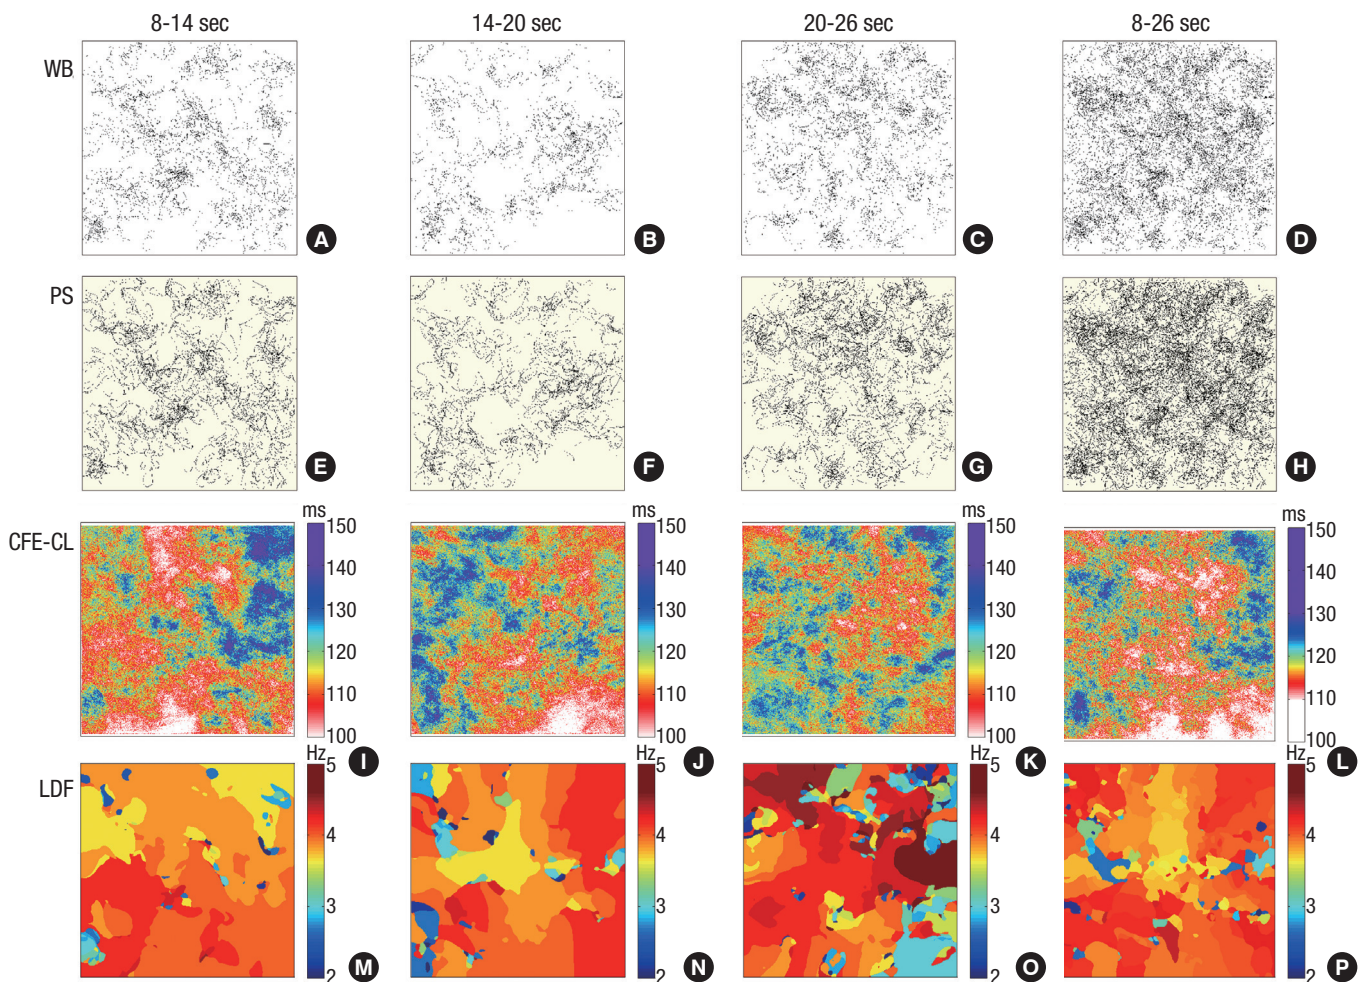 8-14 sec 14-20 sec 20-26 sec 8-26 sec
WB
A B C D
PS
E F G H
CFE-CL
ms ms ms ms
150 150 150 150
140 140 140 140
130 130 130 130
120 120 120 120
110 110 110 110
100 100 100 100
I J K L
LDF
Hz Hz Hz Hz
5 5 5 5
4 4 4 4
3 3 3 3
2 2 2 2
M N O P